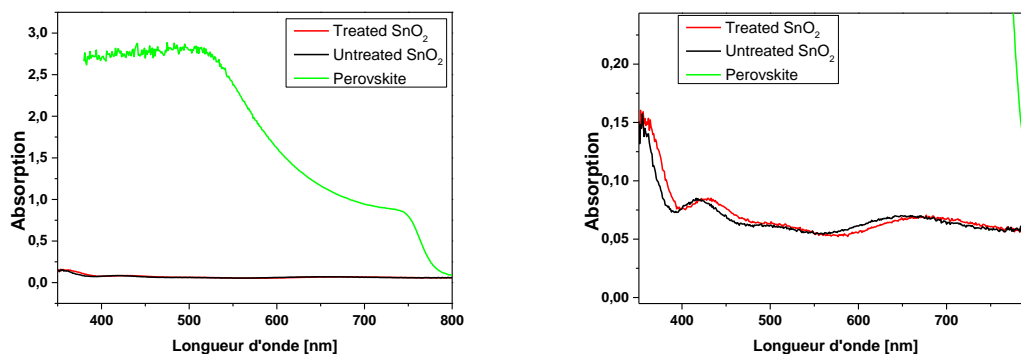 3,0
2,5
2,0
1,5
1,0
0,5
0,0
Absorption
Treated SnO₂
Untreated SnO₂
Perovskite
400 500 600 700 800
Longueur d'onde [nm]
0,20
0,15
0,10
0,05
0,00
Absorption
Treated SnO₂
Untreated SnO₂
Perovskite
400 500 600 700
Longueur d'onde [nm]